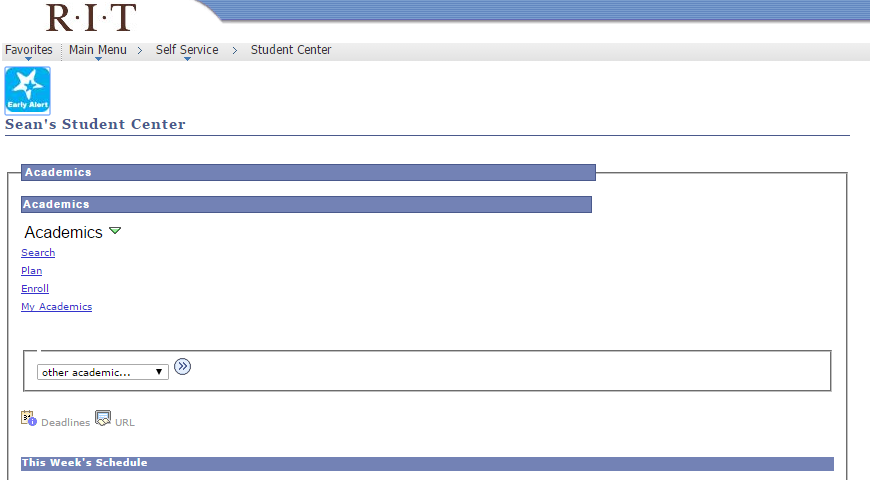 R·I·T
Favorites Main Menu > Self Service > Student Center
Early Alert
Sean's Student Center
Academics
Academics
Academics
Search
Plan
Enroll
My Academics
other academic...
Deadlines URL
This Week's Schedule